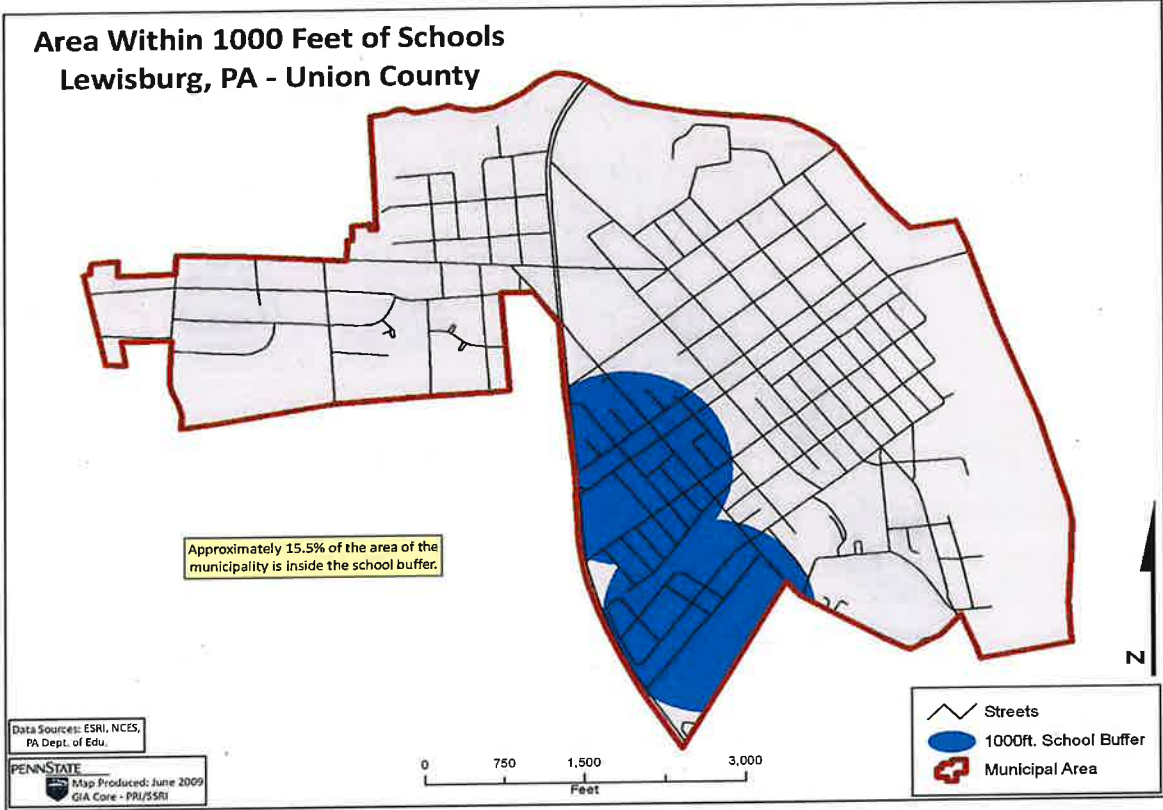 Area Within 1000 Feet of Schools
Lewisburg, PA - Union County
Approximately 15.5% of the area of the
municipality is inside the school buffer.
N
Data Sources: ESRI, NCES,
PA Dept. of Edu.
PENNSTATE
Map Produced: June 2009
GIA Core - PRI/SSRI
0 750 1,500 3,000
Feet
Streets
1000ft. School Buffer
Municipal Area